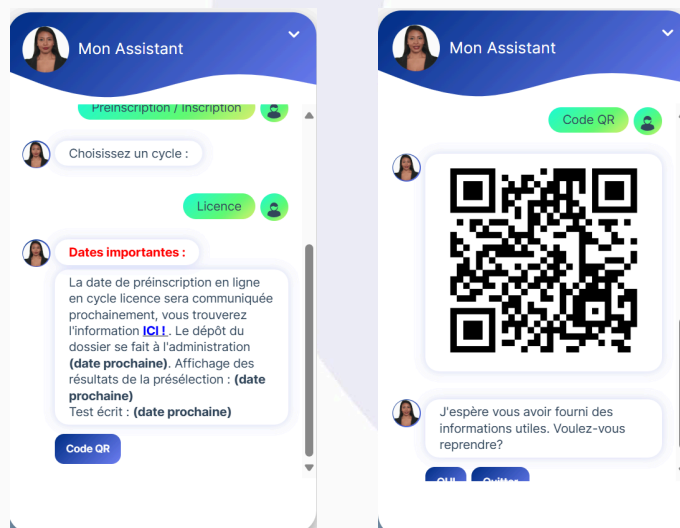 Mon Assistant
Préinscription / Inscription
Choisissez un cycle :
Licence
Dates importantes :
La date de préinscription en ligne
en cycle licence sera communiquée
prochainement, vous trouverez
l'information ICI ! . Le dépôt du
dossier se fait à l'administration
(date prochaine). Affichage des
résultats de la présélection : (date
prochaine)
Test écrit : (date prochaine)
Code QR
Mon Assistant
Code QR
J'espère vous avoir fourni des
informations utiles. Voulez-vous
reprendre?
OUI Quitter